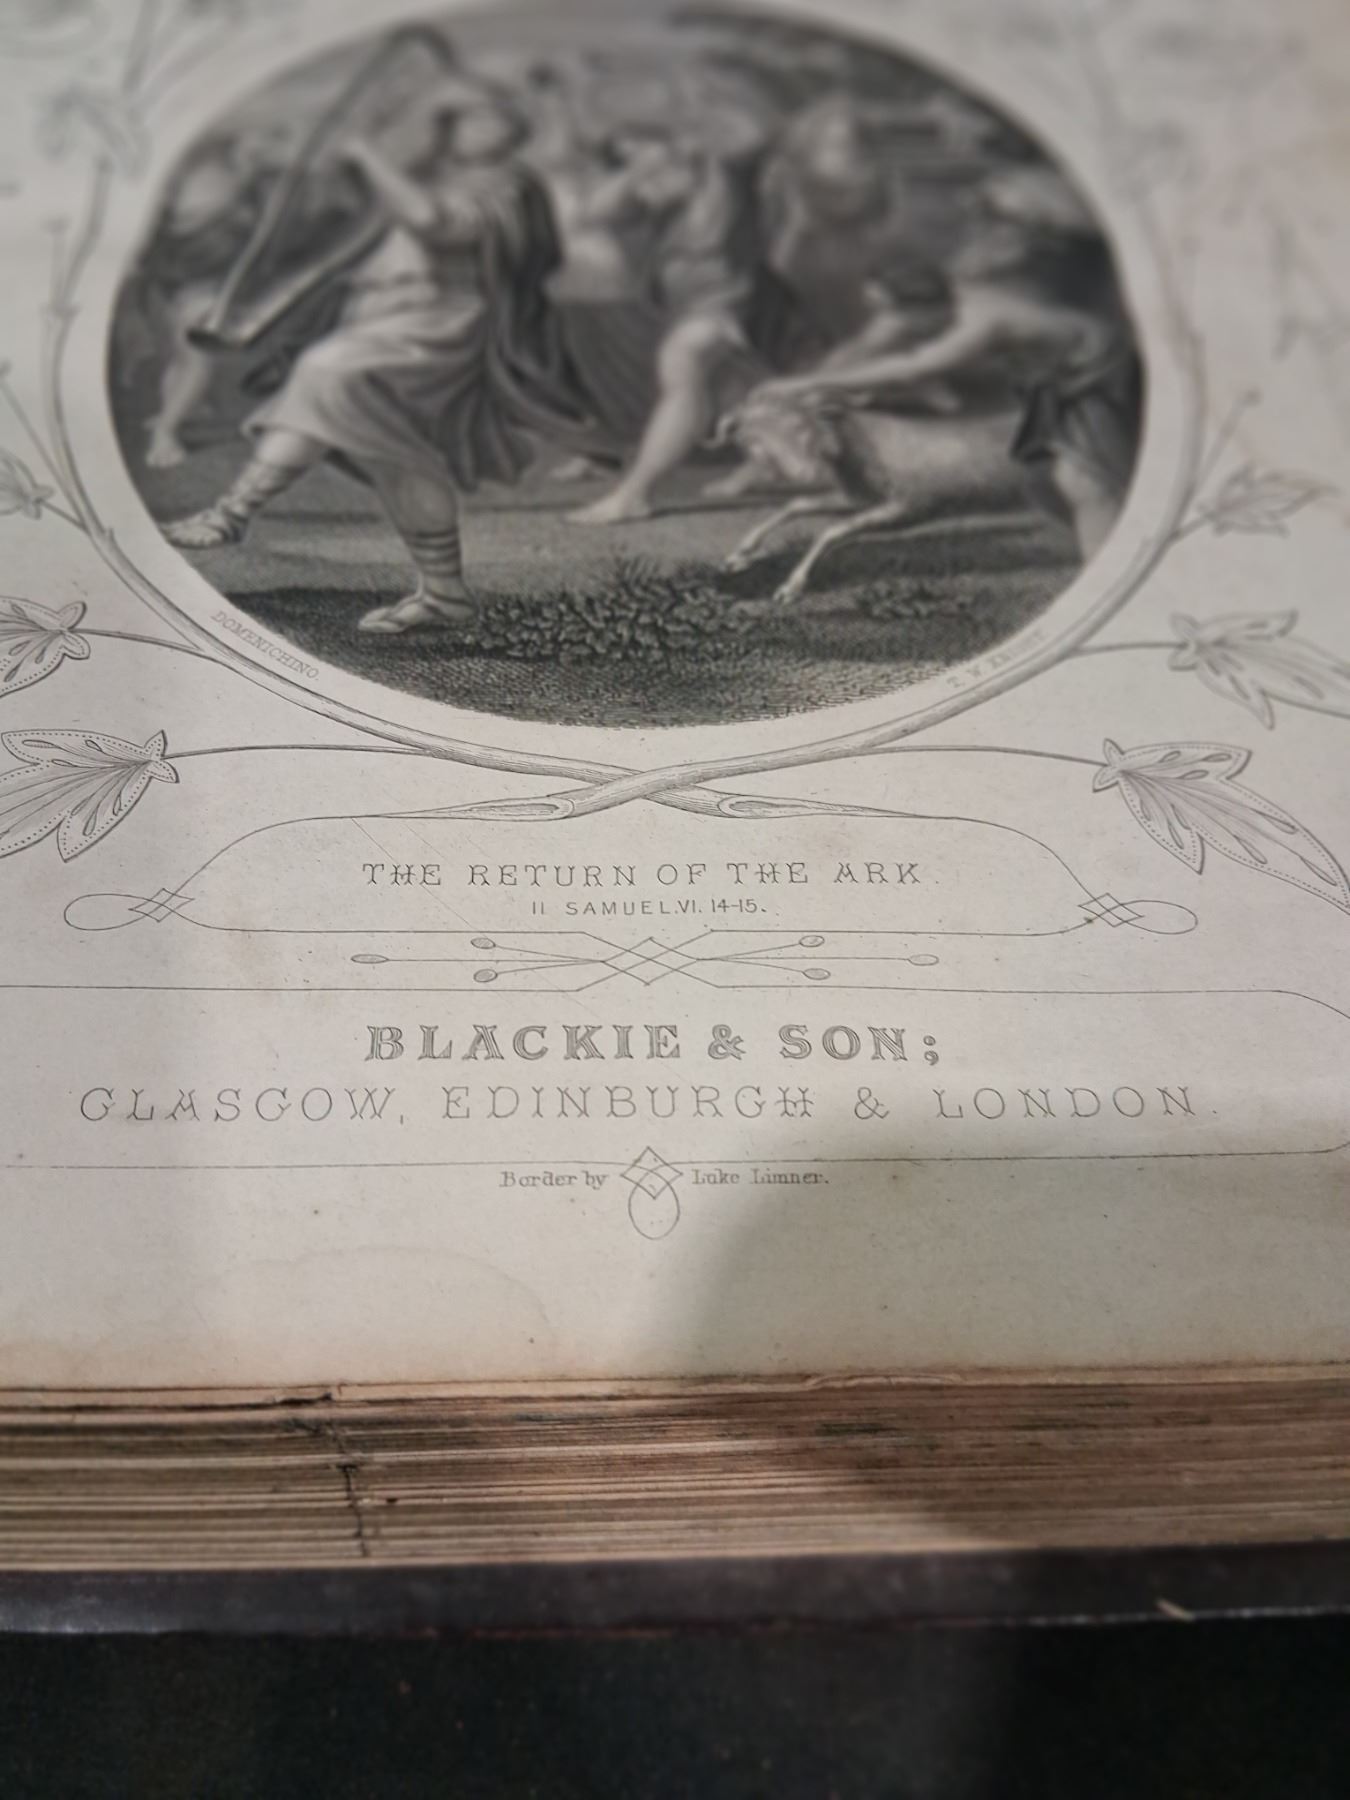 DOMENICHINO.
THE RETURN OF THE ARK.
II SAMUEL.VI. 14-15.
BLACKIE & SON;
GLASGOW, EDINBURGH & LONDON.
Border by Luke Limner.